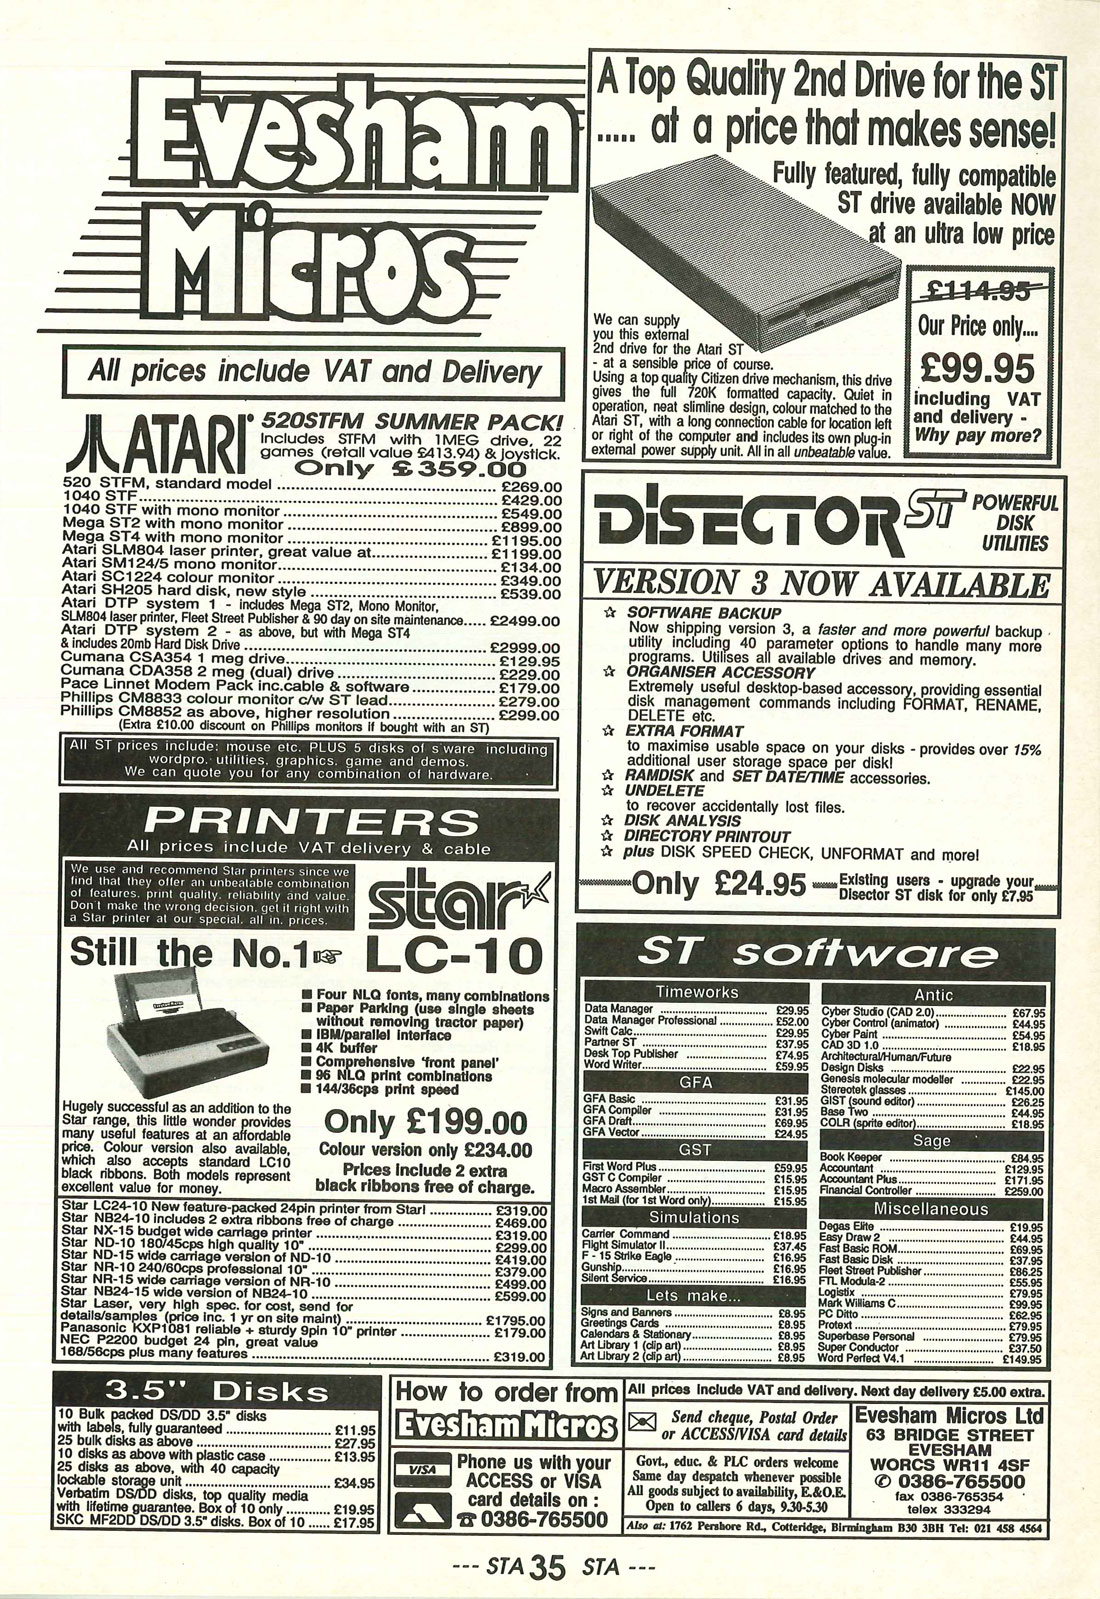 Evesham
Micros
All prices include VAT and Delivery
ATARI 520STFM SUMMER PACK!
Includes STFM with 1MEG drive, 22
games (retail value £413.94) & joystick.
Only £359.00
520 STFM, standard model ........ £269.00
1040 STF ........ £429.00
1040 STF with mono monitor ........ £549.00
Mega ST2 with mono monitor ........ £899.00
Mega ST4 with mono monitor ........ £1195.00
Atari SLM804 laser printer, great value at ........ £1199.00
Atari SM124/5 mono monitor ........ £134.00
Atari SC1224 colour monitor ........ £349.00
Atari SH205 hard disk, new style ........ £539.00
Atari DTP system 1 - includes Mega ST2, Mono Monitor,
SLM804 laser printer, Fleet Street Publisher & 90 day on site maintenance..... £2499.00
Atari DTP system 2 - as above, but with Mega ST4
& includes 20mb Hard Disk Drive ........ £2999.00
Cumana CSA354 1 meg drive ........ £129.95
Cumana CDA358 2 meg (dual) drive ........ £229.00
Pace Linnet Modem Pack inc.cable & software ........ £179.00
Phillips CM8833 colour monitor c/w ST lead ........ £279.00
Phillips CM8852 as above, higher resolution ........ £299.00
(Extra £10.00 discount on Phillips monitors if bought with an ST)
All ST prices include: mouse etc. PLUS 5 disks of s'ware including
wordpro. utilities, graphics, game and demos.
We can quote you for any combination of hardware.
PRINTERS
All prices include VAT delivery & cable
We use and recommend Star printers since we
find that they offer an unbeatable combination
of features, print quality, reliability and value.
Don't make the wrong decision, get it right with
a Star printer at our special, all in, prices.
star
Still the No.1 LC-10
Evesham Micros
■ Four NLQ fonts, many combinations
■ Paper Parking (use single sheets
without removing tractor paper)
■ IBM/parallel interface
■ 4K buffer
■ Comprehensive 'front panel'
■ 96 NLQ print combinations
■ 144/36cps print speed
Hugely successful as an addition to the
Star range, this little wonder provides
many useful features at an affordable
price. Colour version also available,
which also accepts standard LC10
black ribbons. Both models represent
excellent value for money.
Only £199.00
Colour version only £234.00
Prices include 2 extra
black ribbons free of charge.
Star LC24-10 New feature-packed 24pin printer from Star! ........ £319.00
Star NB24-10 includes 2 extra ribbons free of charge ........ £469.00
Star NX-15 budget wide carriage printer ........ £319.00
Star ND-10 180/45cps high quality 10" ........ £299.00
Star ND-15 wide carriage version of ND-10 ........ £419.00
Star NR-10 240/60cps professional 10" ........ £379.00
Star NR-15 wide carriage version of NR-10 ........ £499.00
Star NB24-15 wide version of NB24-10 ........ £599.00
Star Laser, very high spec. for cost, send for
details/samples (price inc. 1 yr on site maint) ........ £1795.00
Panasonic KXP1081 reliable + sturdy 9pin 10" printer ........ £179.00
NEC P2200 budget 24 pin, great value
168/56cps plus many features ........ £319.00
A Top Quality 2nd Drive for the ST
..... at a price that makes sense!
Fully featured, fully compatible
ST drive available NOW
at an ultra low price
£114.95
Our Price only....
£99.95
including VAT
and delivery -
Why pay more?
We can supply
you this external
2nd drive for the Atari ST
- at a sensible price of course.
Using a top quality Citizen drive mechanism, this drive
gives the full 720K formatted capacity. Quiet in
operation, neat slimline design, colour matched to the
Atari ST, with a long connection cable for location left
or right of the computer and includes its own plug-in
external power supply unit. All in all unbeatable value.
DISECTOR ST POWERFUL
DISK
UTILITIES
VERSION 3 NOW AVAILABLE
☆ SOFTWARE BACKUP
Now shipping version 3, a faster and more powerful backup
utility including 40 parameter options to handle many more
programs. Utilises all available drives and memory.
☆ ORGANISER ACCESSORY
Extremely useful desktop-based accessory, providing essential
disk management commands including FORMAT, RENAME,
DELETE etc.
☆ EXTRA FORMAT
to maximise usable space on your disks - provides over 15%
additional user storage space per disk!
☆ RAMDISK and SET DATE/TIME accessories.
☆ UNDELETE
to recover accidentally lost files.
☆ DISK ANALYSIS
☆ DIRECTORY PRINTOUT
☆ plus DISK SPEED CHECK, UNFORMAT and more!
Only £24.95
Existing users - upgrade your
Disector ST disk for only £7.95
ST software
Timeworks
Data Manager ........ £29.95
Data Manager Professional ........ £52.00
Swift Calc ........ £29.95
Partner ST ........ £37.95
Desk Top Publisher ........ £74.95
Word Writer ........ £59.95
GFA
GFA Basic ........ £31.95
GFA Compiler ........ £31.95
GFA Draft ........ £69.95
GFA Vector ........ £24.95
GST
First Word Plus ........ £59.95
GST C Compiler ........ £15.95
Macro Assembler ........ £15.95
1st Mail (for 1st Word only) ........ £15.95
Simulations
Carrier Command ........ £18.95
Flight Simulator II ........ £37.45
F - 15 Strike Eagle ........ £16.95
Gunship ........ £16.95
Silent Service ........ £16.95
Lets make...
Signs and Banners ........ £8.95
Greetings Cards ........ £8.95
Calendars & Stationary ........ £8.95
Art Library 1 (clip art) ........ £8.95
Art Library 2 (clip art) ........ £8.95
Antic
Cyber Studio (CAD 2.0) ........ £67.95
Cyber Control (animator) ........ £44.95
Cyber Paint ........ £54.95
CAD 3D 1.0 ........ £18.95
Architectural/Human/Future
Design Disks ........ £22.95
Genesis molecular modeller ........ £22.95
Stereotek glasses ........ £145.00
GIST (sound editor) ........ £26.25
Base Two ........ £44.95
COLR (sprite editor) ........ £18.95
Sage
Book Keeper ........ £84.95
Accountant ........ £129.95
Accountant Plus ........ £171.95
Financial Controller ........ £259.00
Miscellaneous
Degas Elite ........ £19.95
Easy Draw 2 ........ £44.95
Fast Basic ROM ........ £69.95
Fast Basic Disk ........ £37.95
Fleet Street Publisher ........ £86.25
FTL Modula-2 ........ £55.95
Logistix ........ £79.95
Mark Williams C ........ £99.95
PC Ditto ........ £62.95
Protext ........ £79.95
Superbase Personal ........ £79.95
Super Conductor ........ £37.50
Word Perfect V4.1 ........ £149.95
3.5" Disks
10 Bulk packed DS/DD 3.5" disks
with labels, fully guaranteed ........ £11.95
25 bulk disks as above ........ £27.95
10 disks as above with plastic case ........ £13.95
25 disks as above, with 40 capacity
lockable storage unit ........ £34.95
Verbatim DS/DD disks, top quality media
with lifetime guarantee. Box of 10 only ........ £19.95
SKC MF2DD DS/DD 3.5" disks. Box of 10 ...... £17.95
How to order from
Evesham Micros
VISA
Phone us with your
ACCESS or VISA
card details on :
☎ 0386-765500
All prices include VAT and delivery. Next day delivery £5.00 extra.
Send cheque, Postal Order
or ACCESS/VISA card details
Govt., educ. & PLC orders welcome
Same day despatch whenever possible
All goods subject to availability, E.&O.E.
Open to callers 6 days, 9.30-5.30
Evesham Micros Ltd
63 BRIDGE STREET
EVESHAM
WORCS WR11 4SF
✆ 0386-765500
fax 0386-765354
telex 333294
Also at: 1762 Pershore Rd., Cotteridge, Birmingham B30 3BH Tel: 021 458 4564
--- STA 35 STA ---